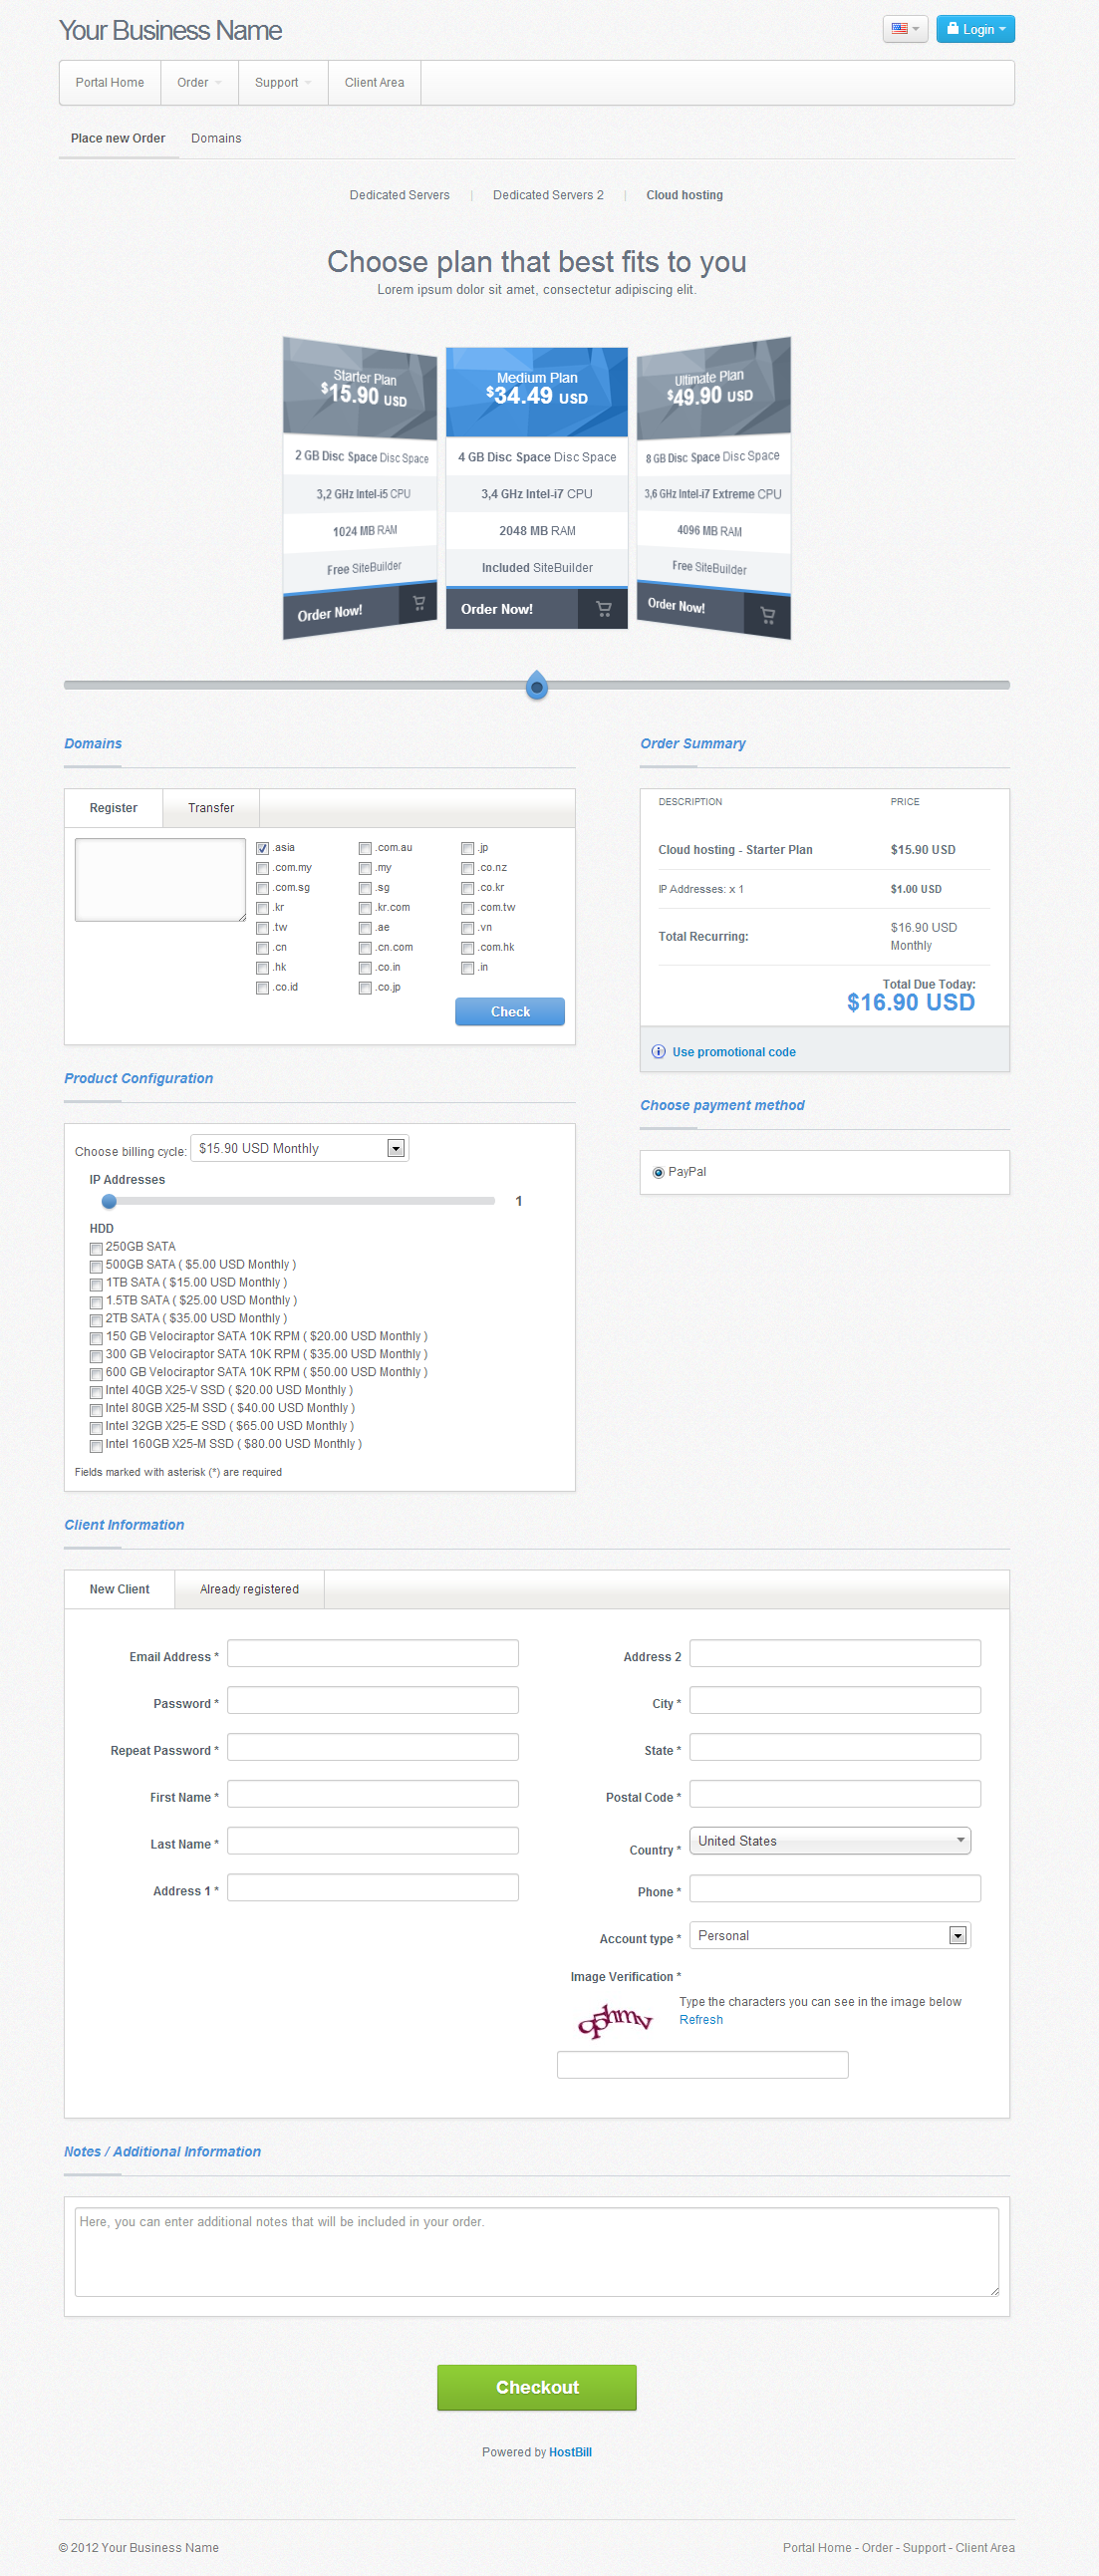 Your Business Name
Login
Portal Home
Order
Support
Client Area
Place new Order
Domains
Dedicated Servers | Dedicated Servers 2 | Cloud hosting
Choose plan that best fits to you
Lorem ipsum dolor sit amet, consectetur adipiscing elit.
Starter Plan
$15.90 USD
2 GB Disc Space Disc Space
3,2 GHz Intel-i5 CPU
1024 MB RAM
Free SiteBuilder
Order Now!
Medium Plan
$34.49 USD
4 GB Disc Space Disc Space
3,4 GHz Intel-i7 CPU
2048 MB RAM
Included SiteBuilder
Order Now!
Ultimate Plan
$49.90 USD
8 GB Disc Space Disc Space
3,6 GHz Intel-i7 Extreme CPU
4096 MB RAM
Free SiteBuilder
Order Now!
Domains
Register
Transfer
.asia .com.au .jp
.com.my .my .co.nz
.com.sg .sg .co.kr
.kr .kr.com .com.tw
.tw .ae .vn
.cn .cn.com .com.hk
.hk .co.in .in
.co.id .co.jp
Check
Order Summary
DESCRIPTION PRICE
Cloud hosting - Starter Plan $15.90 USD
IP Addresses: x 1 $1.00 USD
Total Recurring: $16.90 USD
Monthly
Total Due Today:
$16.90 USD
Use promotional code
Choose payment method
PayPal
Product Configuration
Choose billing cycle: $15.90 USD Monthly
IP Addresses
1
HDD
250GB SATA
500GB SATA ( $5.00 USD Monthly )
1TB SATA ( $15.00 USD Monthly )
1.5TB SATA ( $25.00 USD Monthly )
2TB SATA ( $35.00 USD Monthly )
150 GB Velociraptor SATA 10K RPM ( $20.00 USD Monthly )
300 GB Velociraptor SATA 10K RPM ( $35.00 USD Monthly )
600 GB Velociraptor SATA 10K RPM ( $50.00 USD Monthly )
Intel 40GB X25-V SSD ( $20.00 USD Monthly )
Intel 80GB X25-M SSD ( $40.00 USD Monthly )
Intel 32GB X25-E SSD ( $65.00 USD Monthly )
Intel 160GB X25-M SSD ( $80.00 USD Monthly )
Fields marked with asterisk (*) are required
Client Information
New Client
Already registered
Email Address *
Password *
Repeat Password *
First Name *
Last Name *
Address 1 *
Address 2
City *
State *
Postal Code *
Country * United States
Phone *
Account type * Personal
Image Verification *
Type the characters you can see in the image below
Refresh
Notes / Additional Information
Here, you can enter additional notes that will be included in your order.
Checkout
Powered by HostBill
© 2012 Your Business Name
Portal Home - Order - Support - Client Area